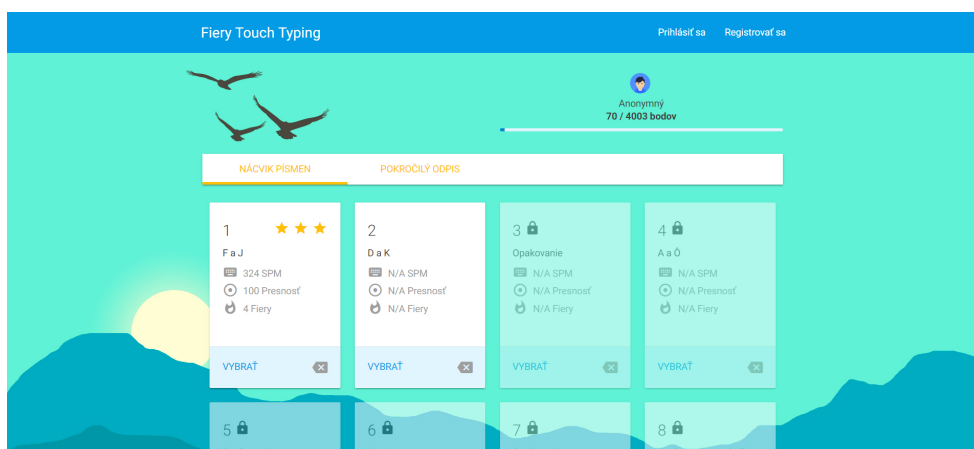 Fiery Touch Typing
Prihlásiť sa
Registrovať sa
Anonymný
70 / 4003 bodov
NÁCVIK PÍSMEN
POKROČILÝ ODPIS
1
F a J
324 SPM
100 Presnosť
4 Fiery
VYBRAŤ
2
D a K
N/A SPM
N/A Presnosť
N/A Fiery
VYBRAŤ
3
Opakovanie
N/A SPM
N/A Presnosť
N/A Fiery
VYBRAŤ
4
A a Ô
N/A SPM
N/A Presnosť
N/A Fiery
VYBRAŤ
5
6
7
8